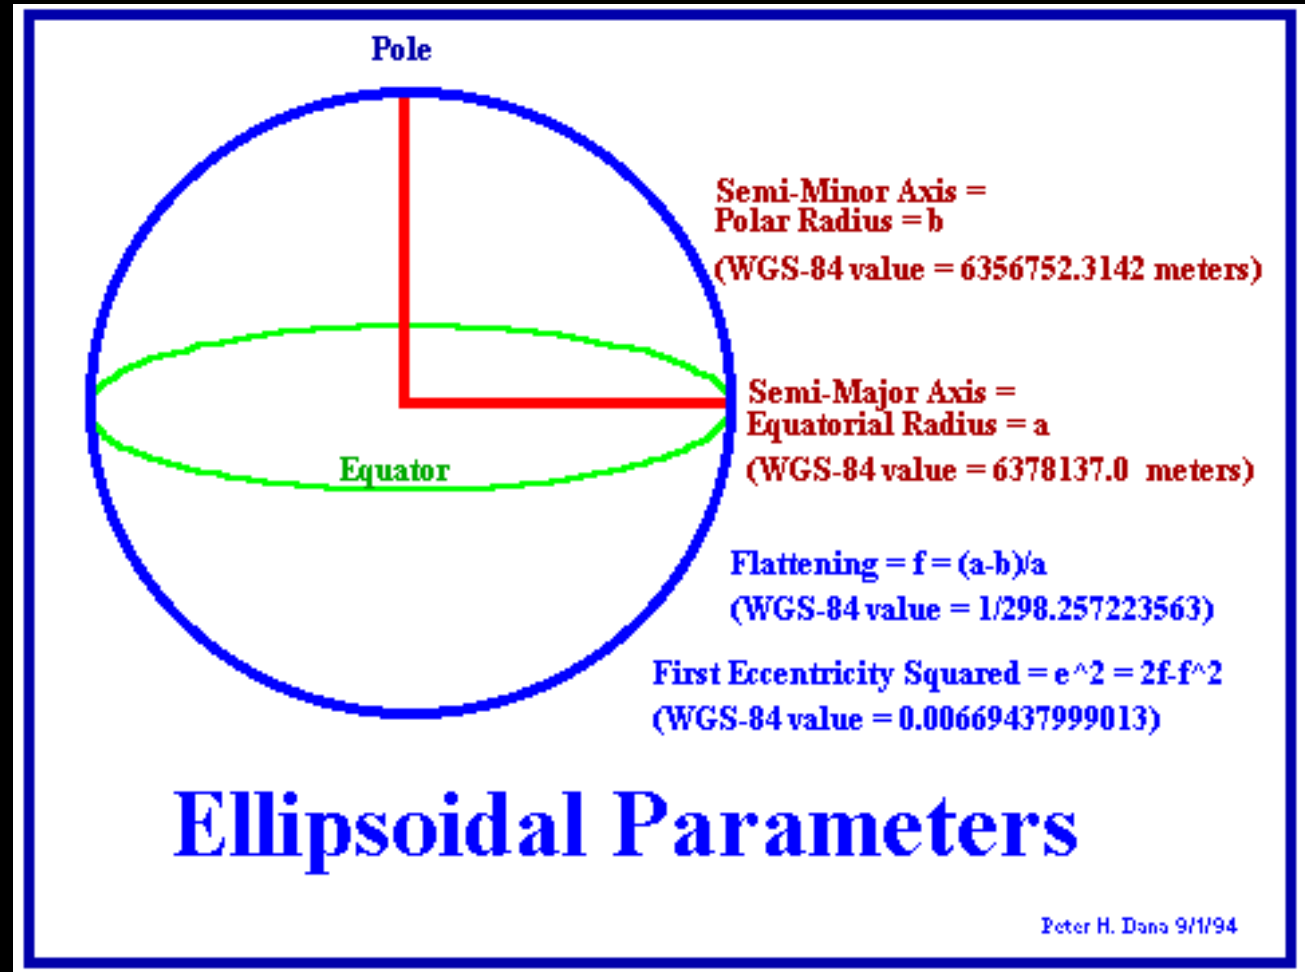 Pole
Semi-Minor Axis =
Polar Radius = b
(WGS-84 value = 6356752.3142 meters)
Semi-Major Axis =
Equatorial Radius = a
(WGS-84 value = 6378137.0 meters)
Equator
Flattening = f = (a-b)/a
(WGS-84 value = 1/298.257223563)
First Eccentricity Squared = e^2 = 2f-f^2
(WGS-84 value = 0.00669437999013)
Ellipsoidal Parameters
Peter H. Dana 9/1/94